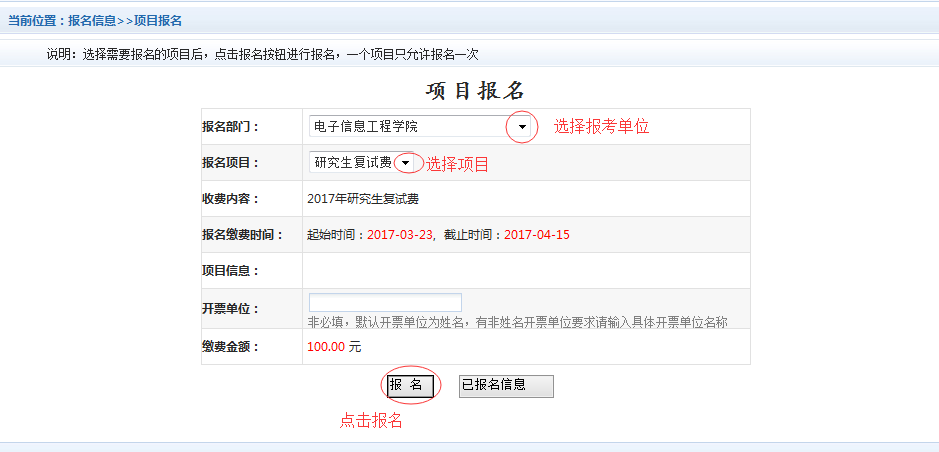 当前位置：报名信息>>项目报名
说明：选择需要报名的项目后，点击报名按钮进行报名，一个项目只允许报名一次
项目报名
报名部门： 电子信息工程学院 选择报考单位
报名项目： 研究生复试费 选择项目
收费内容： 2017年研究生复试费
报名缴费时间： 起始时间：2017-03-23, 截止时间：2017-04-15
项目信息：
开票单位：
非必填，默认开票单位为姓名，有非姓名开票单位要求请输入具体开票单位名称
缴费金额： 100.00 元
报 名 已报名信息
点击报名